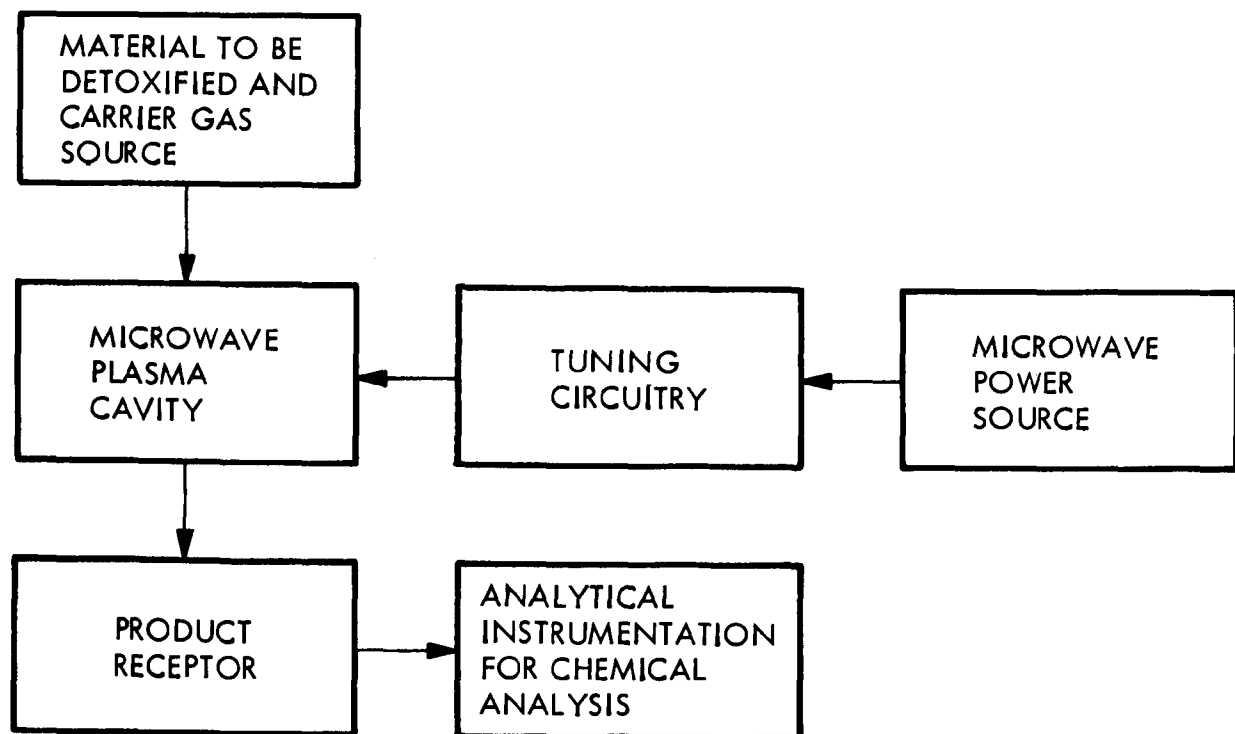 MATERIAL TO BE
DETOXIFIED AND
CARRIER GAS
SOURCE
MICROWAVE
PLASMA
CAVITY
TUNING
CIRCUITRY
MICROWAVE
POWER
SOURCE
PRODUCT
RECEPTOR
ANALYTICAL
INSTRUMENTATION
FOR CHEMICAL
ANALYSIS